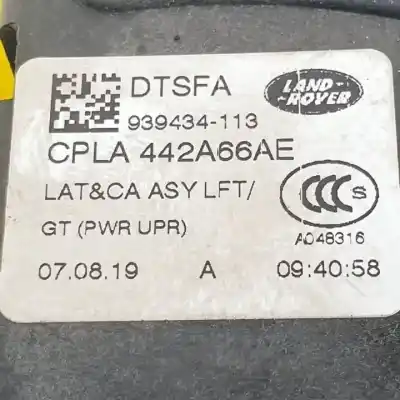 DTSFA
LAND-
ROVER
939434-113
CPLA 442A66AE
LAT&CA ASY LFT/
CCC S
GT (PWR UPR)
A048316
07.08.19 A 09:40:58